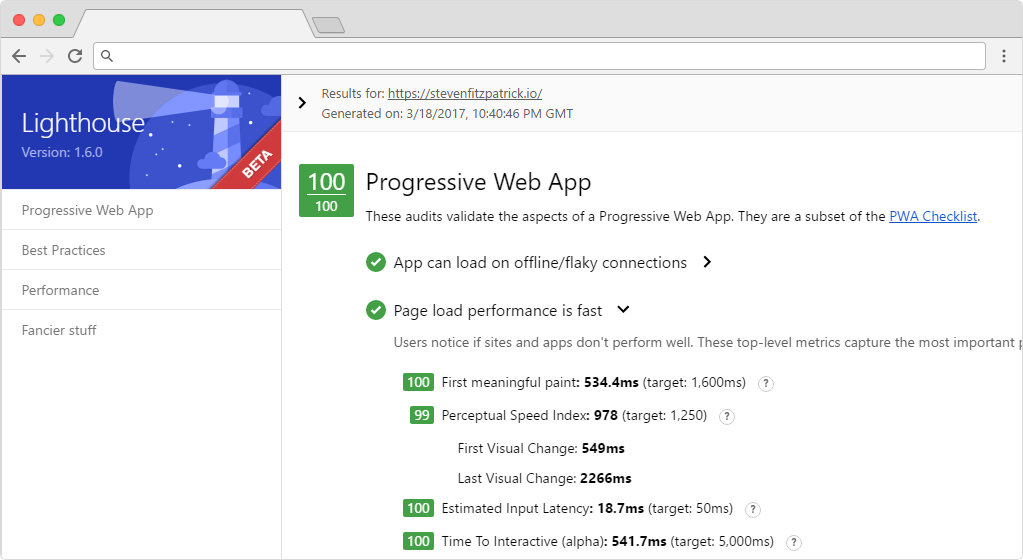 Lighthouse
Version: 1.6.0
BETA
Progressive Web App
Best Practices
Performance
Fancier stuff
Results for: https://stevenfitzpatrick.io/
Generated on: 3/18/2017, 10:40:46 PM GMT
100
100
Progressive Web App
These audits validate the aspects of a Progressive Web App. They are a subset of the PWA Checklist.
App can load on offline/flaky connections
Page load performance is fast
Users notice if sites and apps don't perform well. These top-level metrics capture the most important p
100 First meaningful paint: 534.4ms (target: 1,600ms) ?
99 Perceptual Speed Index: 978 (target: 1,250) ?
First Visual Change: 549ms
Last Visual Change: 2266ms
100 Estimated Input Latency: 18.7ms (target: 50ms) ?
100 Time To Interactive (alpha): 541.7ms (target: 5,000ms) ?